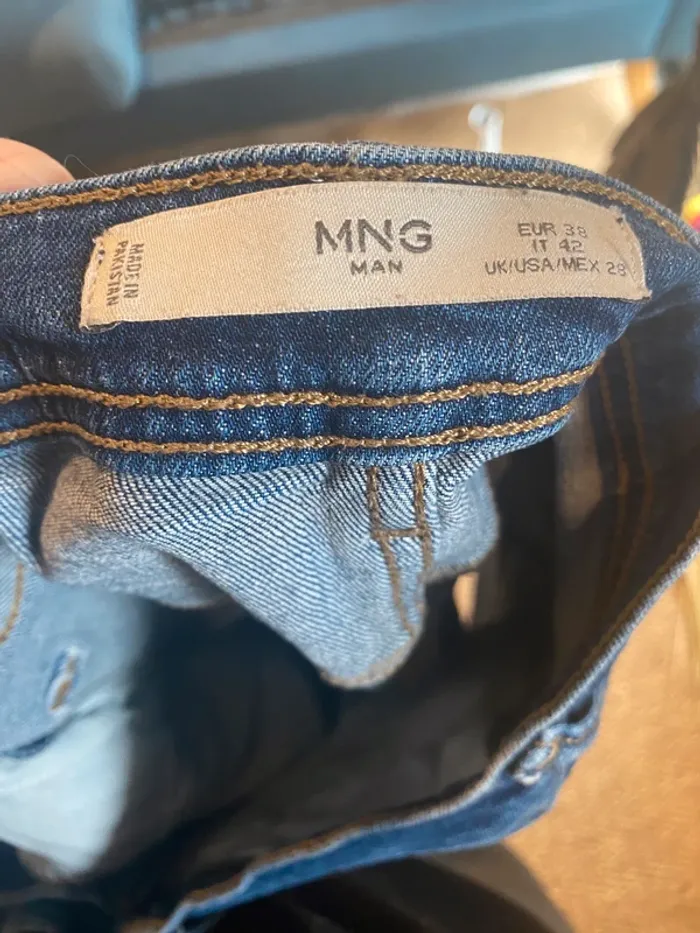 MADE IN
PAKISTAN
MNG
MAN
EUR 38
IT 42
UK/USA/MEX 28